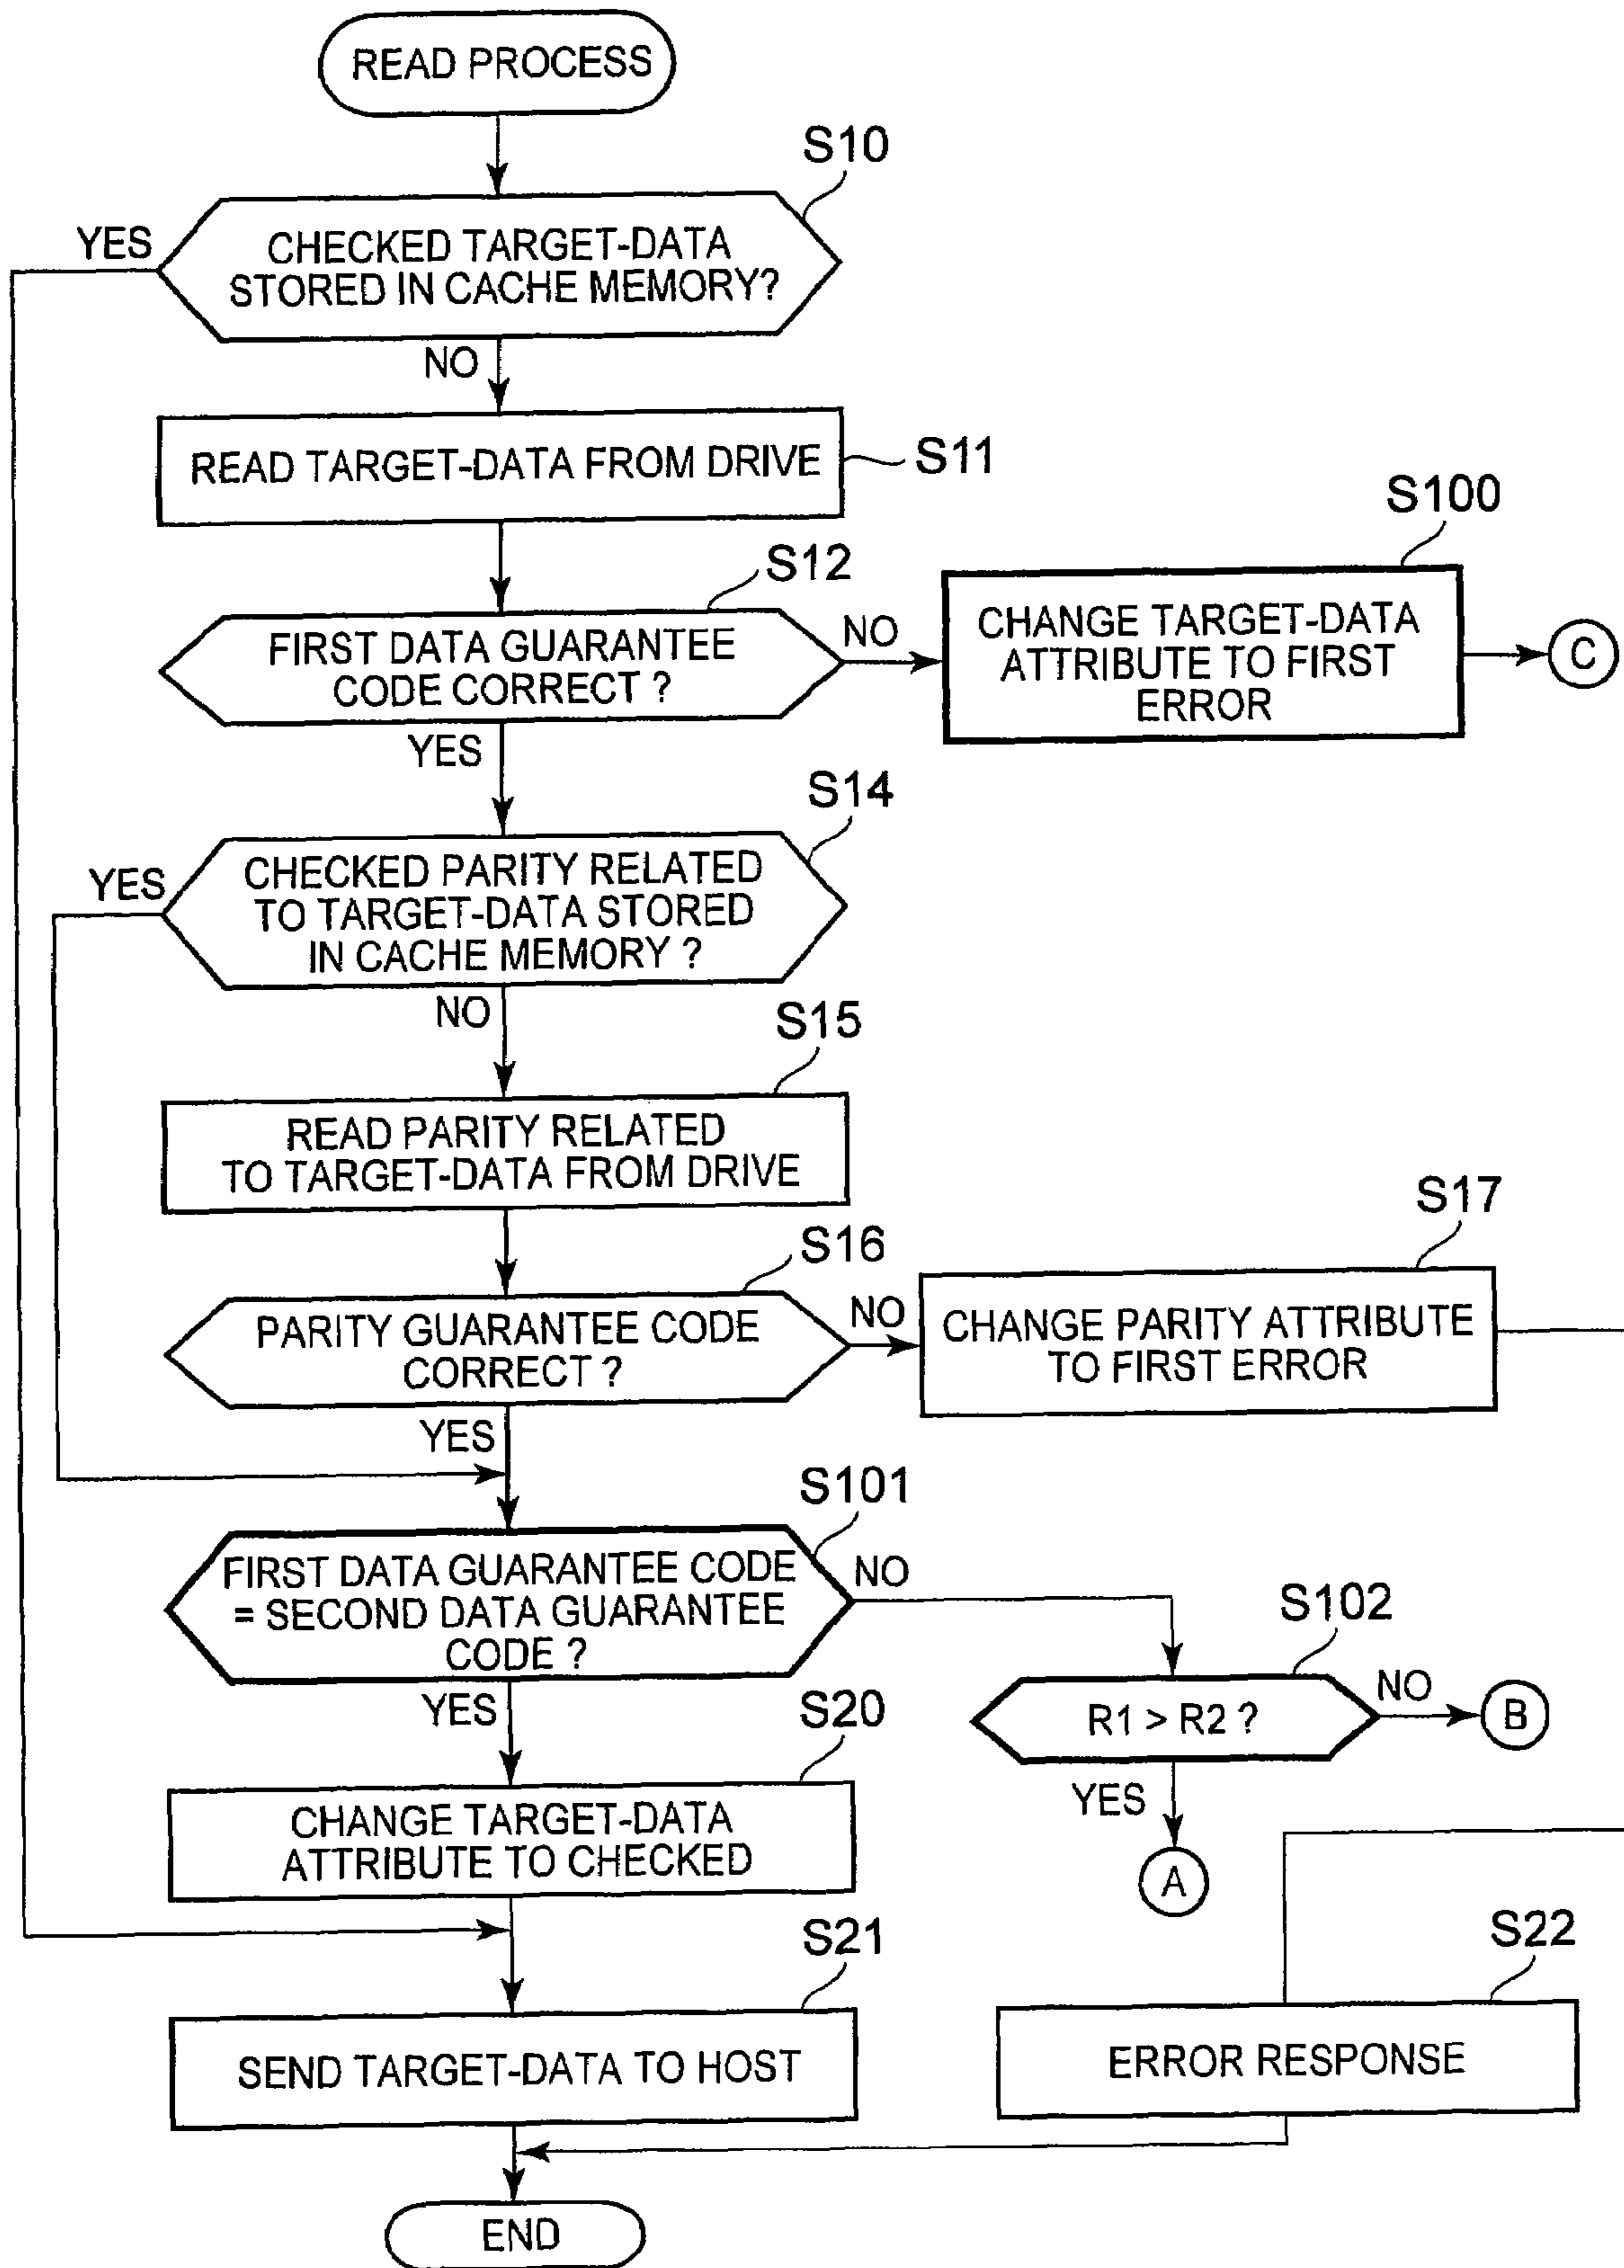 READ PROCESS
S10
YES
CHECKED TARGET-DATA
STORED IN CACHE MEMORY?
NO
READ TARGET-DATA FROM DRIVE
S11
S100
S12
FIRST DATA GUARANTEE
CODE CORRECT ?
NO
CHANGE TARGET-DATA
ATTRIBUTE TO FIRST
ERROR
C
YES
S14
YES
CHECKED PARITY RELATED
TO TARGET-DATA STORED
IN CACHE MEMORY ?
NO
S15
READ PARITY RELATED
TO TARGET-DATA FROM DRIVE
S17
S16
PARITY GUARANTEE CODE
CORRECT ?
NO
CHANGE PARITY ATTRIBUTE
TO FIRST ERROR
YES
S101
FIRST DATA GUARANTEE CODE
= SECOND DATA GUARANTEE
CODE ?
NO
S102
R1 > R2 ?
NO
B
YES
A
YES
S20
CHANGE TARGET-DATA
ATTRIBUTE TO CHECKED
S21
SEND TARGET-DATA TO HOST
S22
ERROR RESPONSE
END